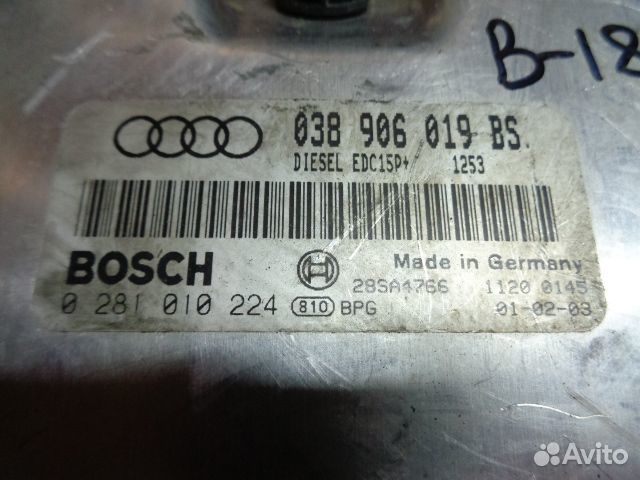 B-18
038 906 019 BS.
DIESEL EDC15P+ 1253
BOSCH
Made in Germany
28SA4766 1120 0145
0 281 010 224 810 BPG 01-02-03
Avito